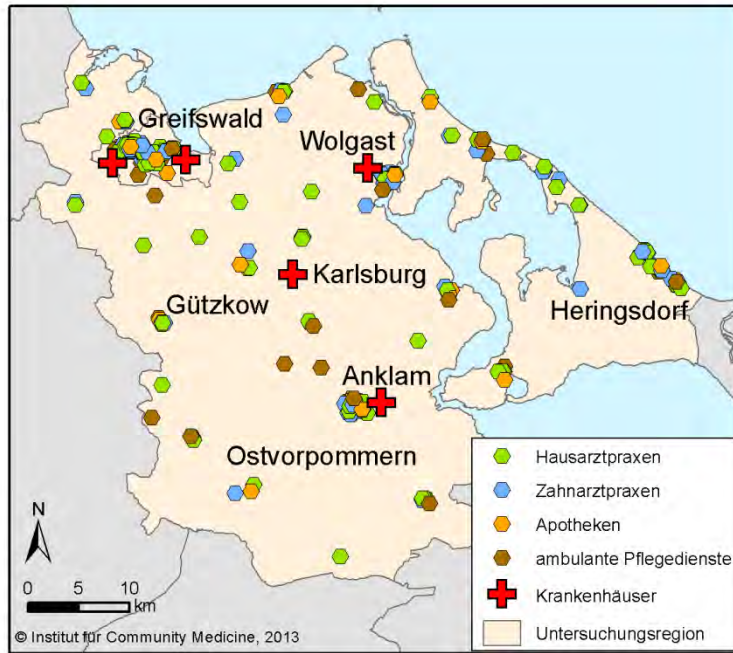 Greifswald
Wolgast
Karlsburg
Gützkow
Heringsdorf
Anklam
Ostvorpommern
Hausarztpraxen
Zahnarztpraxen
Apotheken
ambulante Pflegedienste
Krankenhäuser
Untersuchungsregion
N
0 5 10
km
© Institut für Community Medicine, 2013